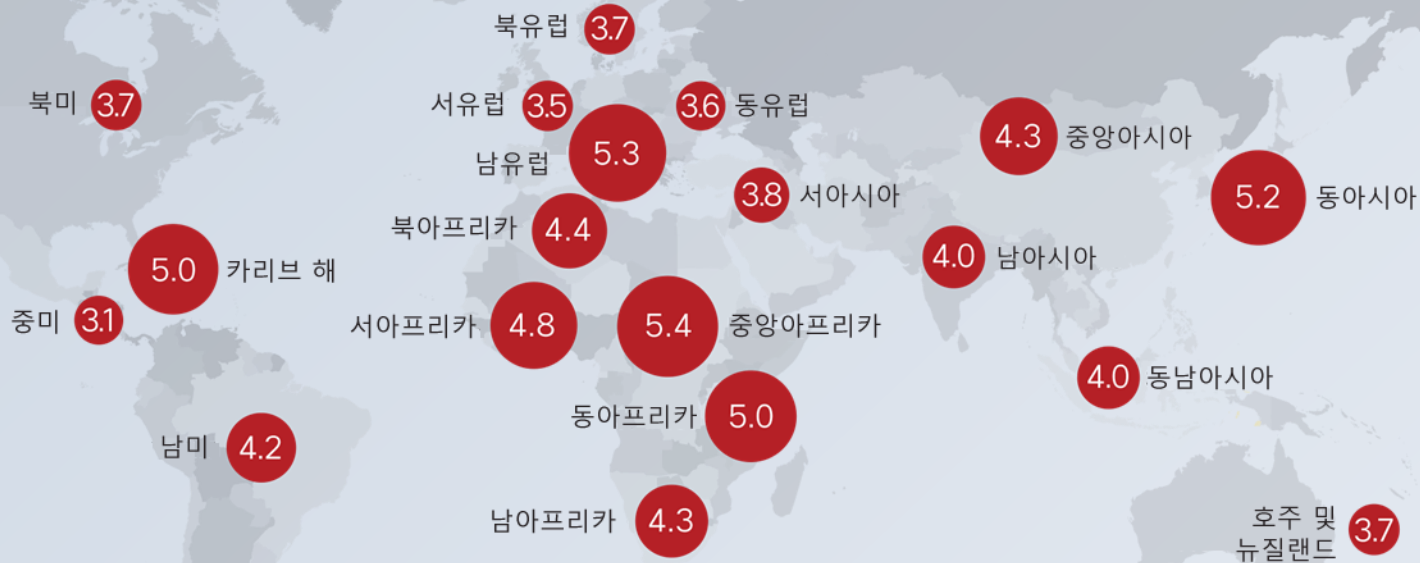 북유럽 3.7
북미 3.7
서유럽 3.5
3.6 동유럽
남유럽 5.3
4.3 중앙아시아
3.8 서아시아
5.2 동아시아
북아프리카 4.4
4.0 남아시아
5.0 카리브 해
중미 3.1
서아프리카 4.8
5.4 중앙아프리카
4.0 동남아시아
동아프리카 5.0
남미 4.2
남아프리카 4.3
호주 및
뉴질랜드 3.7